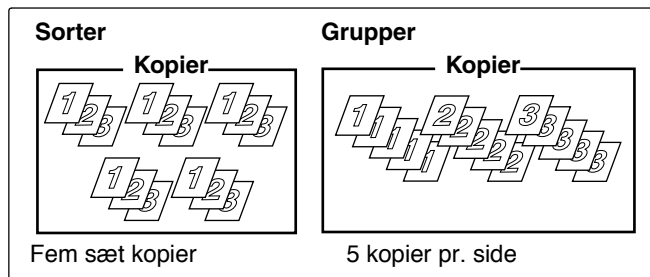 Sorter
Kopier
1 2 3 1 2 3 1 2 3
1 2 3 1 2 3
Fem sæt kopier
Grupper
Kopier
1 1 1 1 1 2 2 2 2 2 3 3 3 3 3
5 kopier pr. side